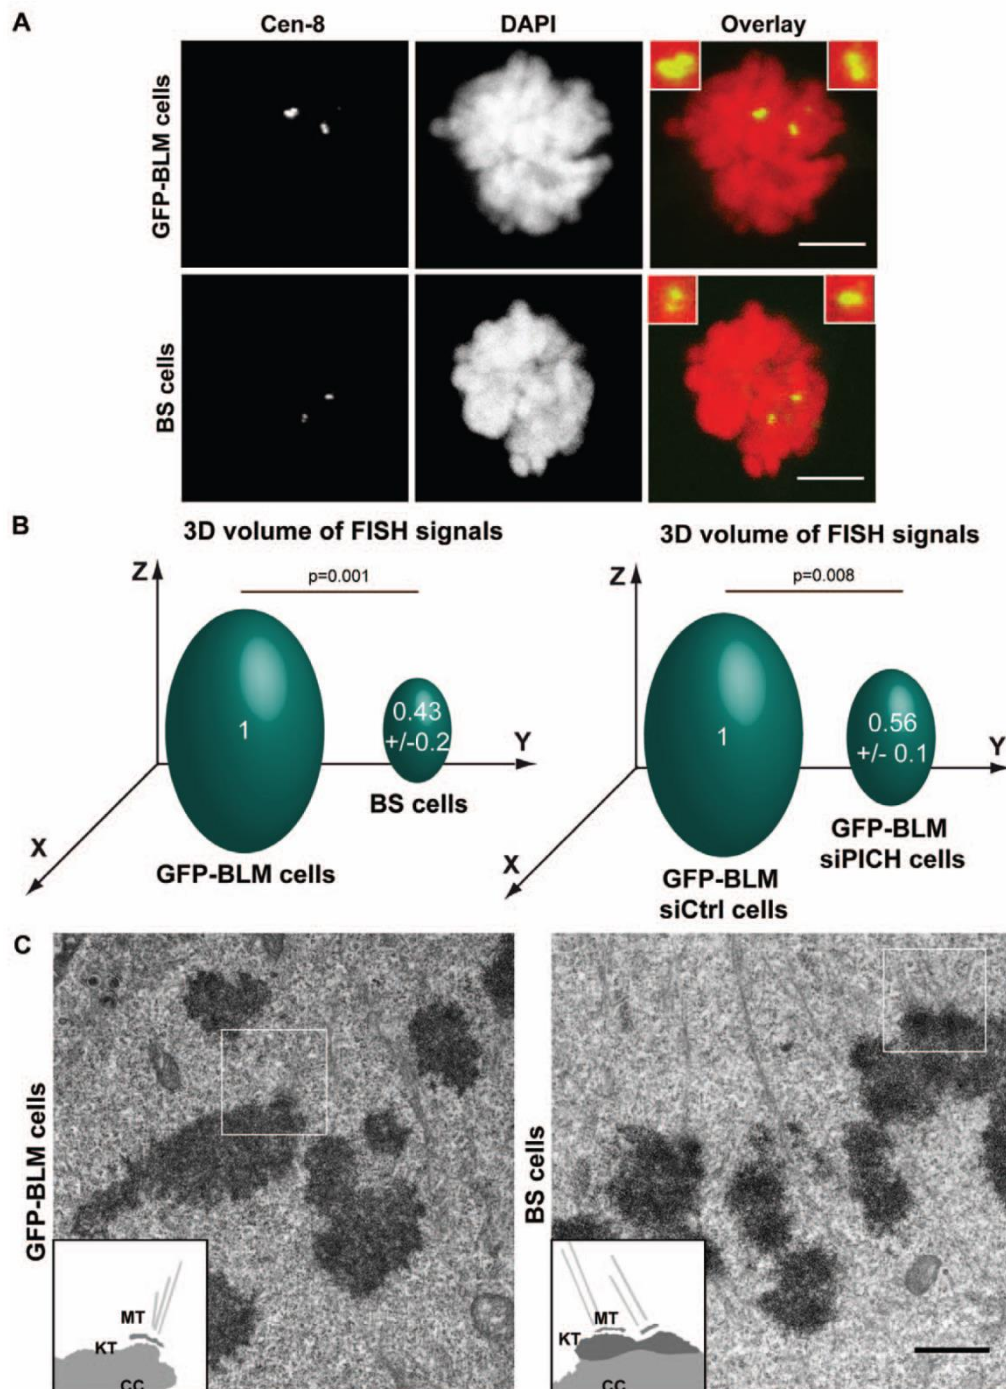 A
Cen-8
DAPI
Overlay
GFP-BLM cells
BS cells
B
3D volume of FISH signals
Z
p=0.001
1
0.43
+/-0.2
Y
BS cells
X
GFP-BLM cells
3D volume of FISH signals
Z
p=0.008
1
0.56
+/- 0.1
Y
GFP-BLM
siPICH cells
X
GFP-BLM
siCtrl cells
C
GFP-BLM cells
MT
KT
CC
BS cells
MT
KT
CC